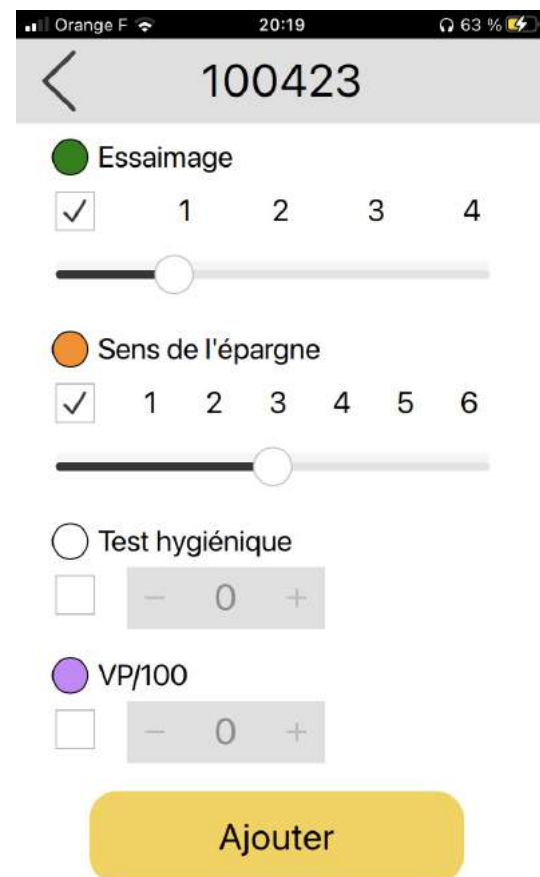 Orange F 20:19 63 %
100423
Essaimage
1 2 3 4
Sens de l'épargne
1 2 3 4 5 6
Test hygiénique
− 0 +
VP/100
− 0 +
Ajouter